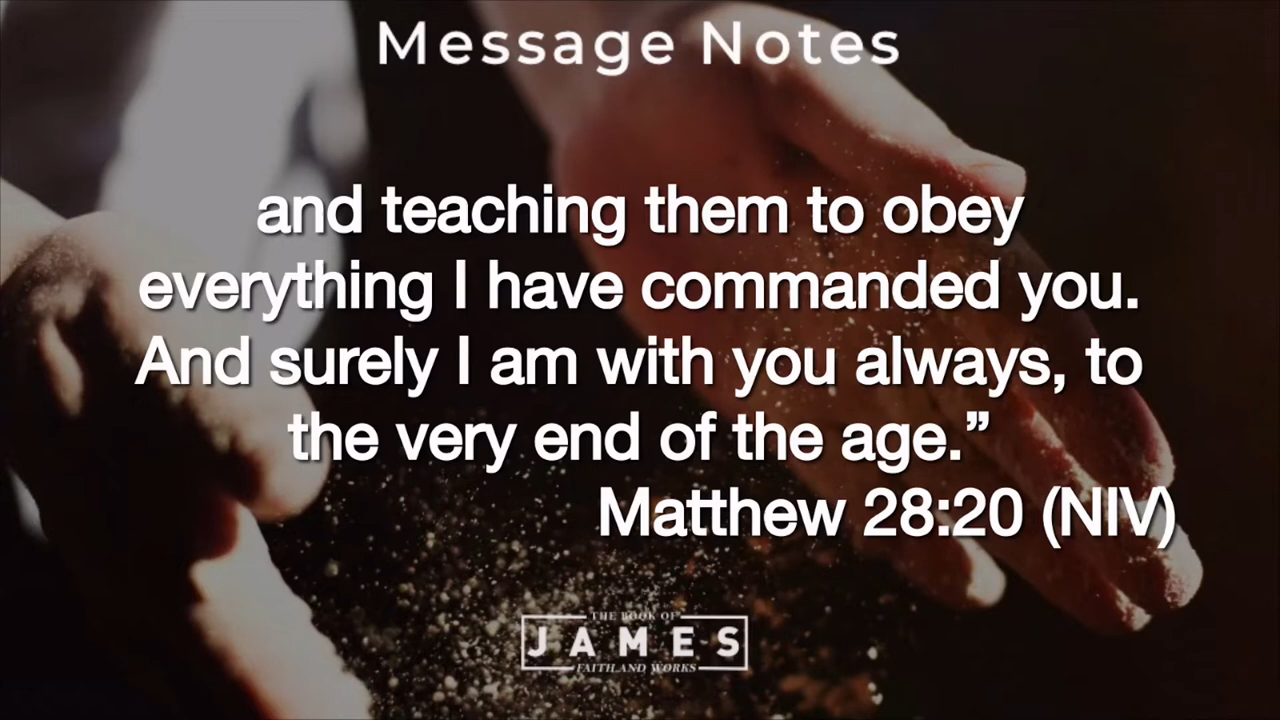 Message Notes
and teaching them to obey
everything I have commanded you.
And surely I am with you always, to
the very end of the age.”
Matthew 28:20 (NIV)
THE BOOK OF
JAMES
FAITH AND WORKS